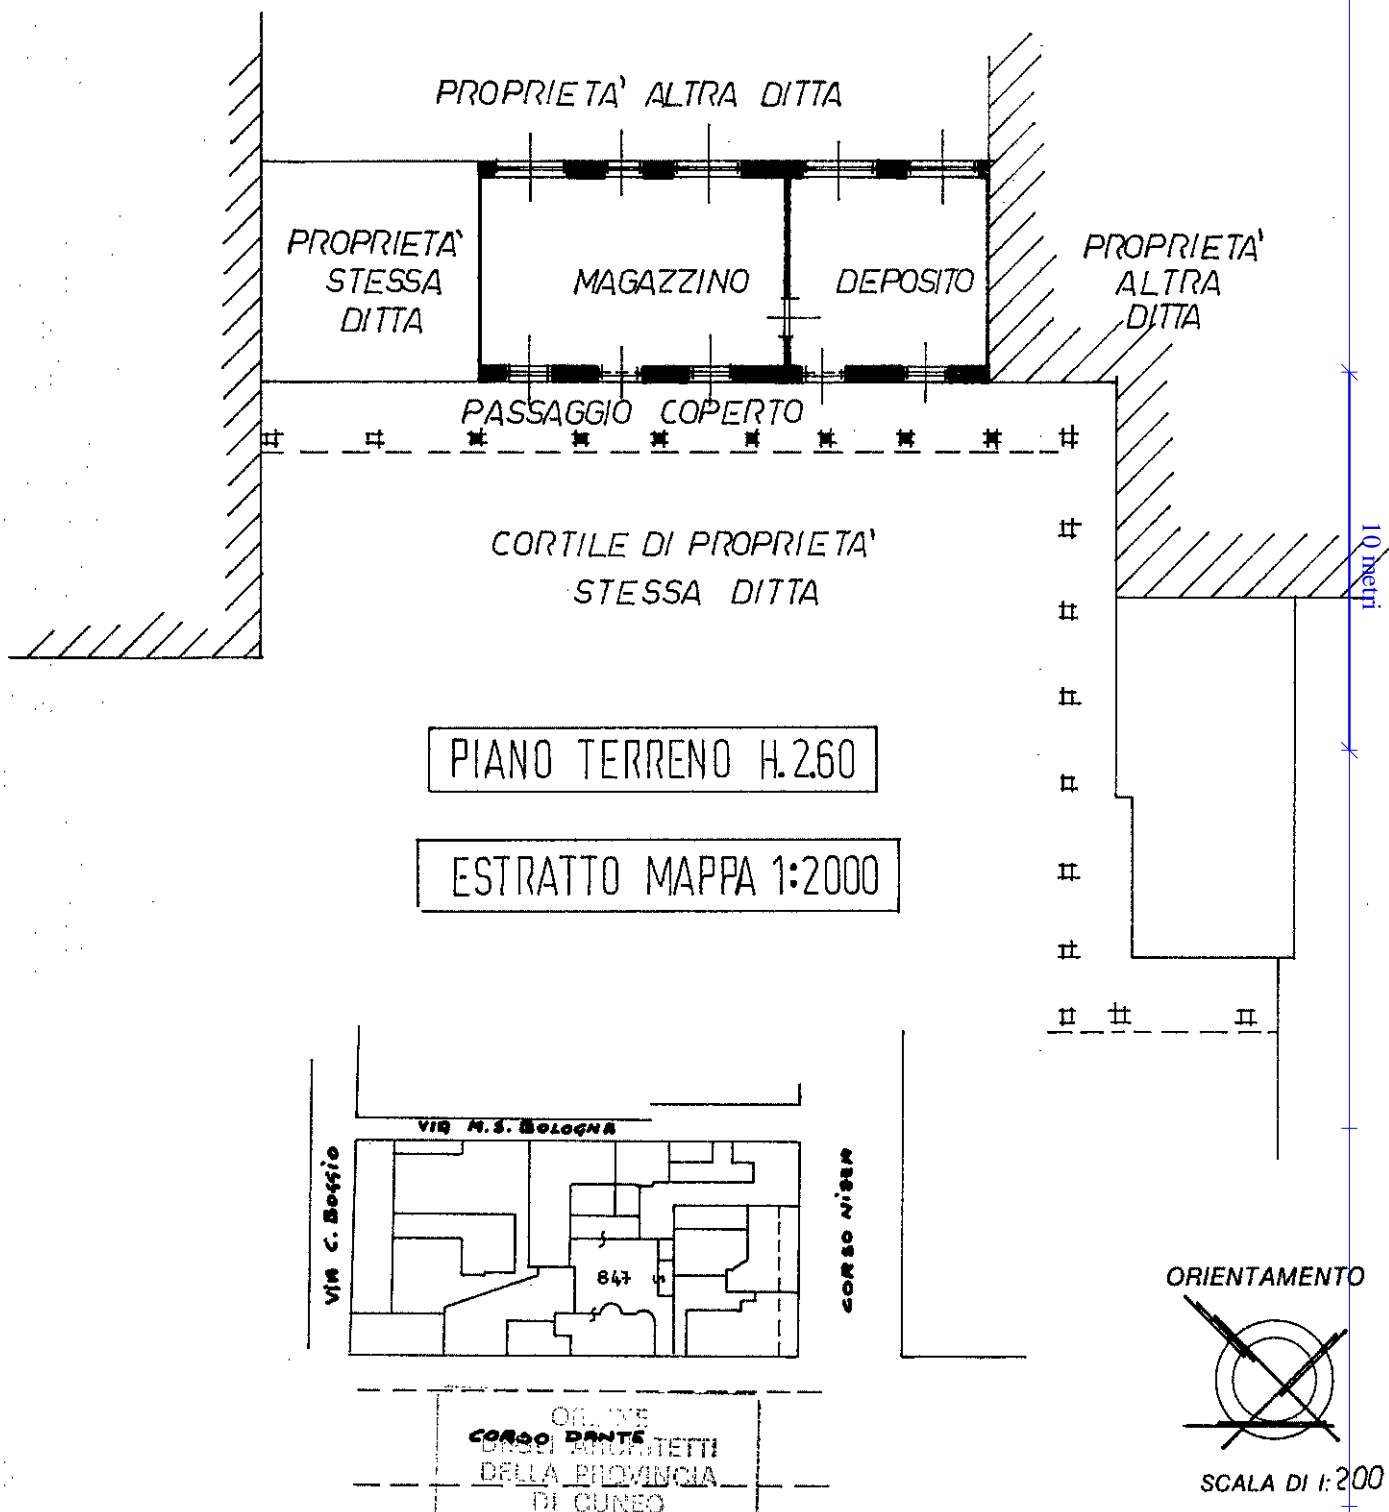 PROPRIETA' ALTRA DITTA
PROPRIETA'
STESSA
DITTA
MAGAZZINO
DEPOSITO
PROPRIETA'
ALTRA
DITTA
PASSAGGIO COPERTO
10 metri
CORTILE DI PROPRIETA'
STESSA DITTA
PIANO TERRENO H. 2.60
ESTRATTO MAPPA 1:2000
VIA M.S. BOLOGNA
VIA C. BOGGIO
847
CORSO NIZZA
ORIENTAMENTO
CORSO DANTE
DEGLI ARCHITETTI
DELLA PROVINCIA
DI CUNEO
SCALA DI 1:200